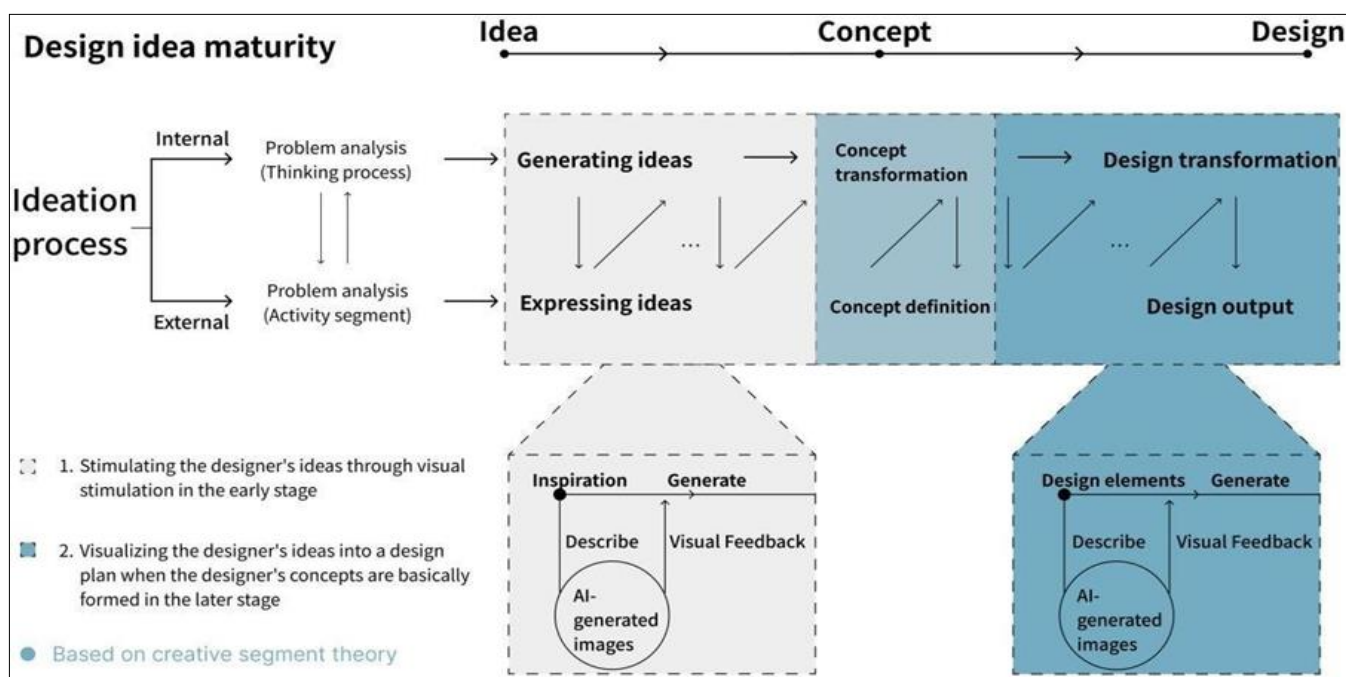 Design idea maturity
Idea
Concept
Design
Ideation
process
Internal
External
Problem analysis
(Thinking process)
Problem analysis
(Activity segment)
Generating ideas
...
Expressing ideas
Concept
transformation
Concept definition
Design transformation
...
Design output
1. Stimulating the designer's ideas through visual
stimulation in the early stage
2. Visualizing the designer's ideas into a design
plan when the designer's concepts are basically
formed in the later stage
Based on creative segment theory
Inspiration
Generate
Describe
Visual Feedback
AI-
generated
images
Design elements
Generate
Describe
Visual Feedback
AI-
generated
images